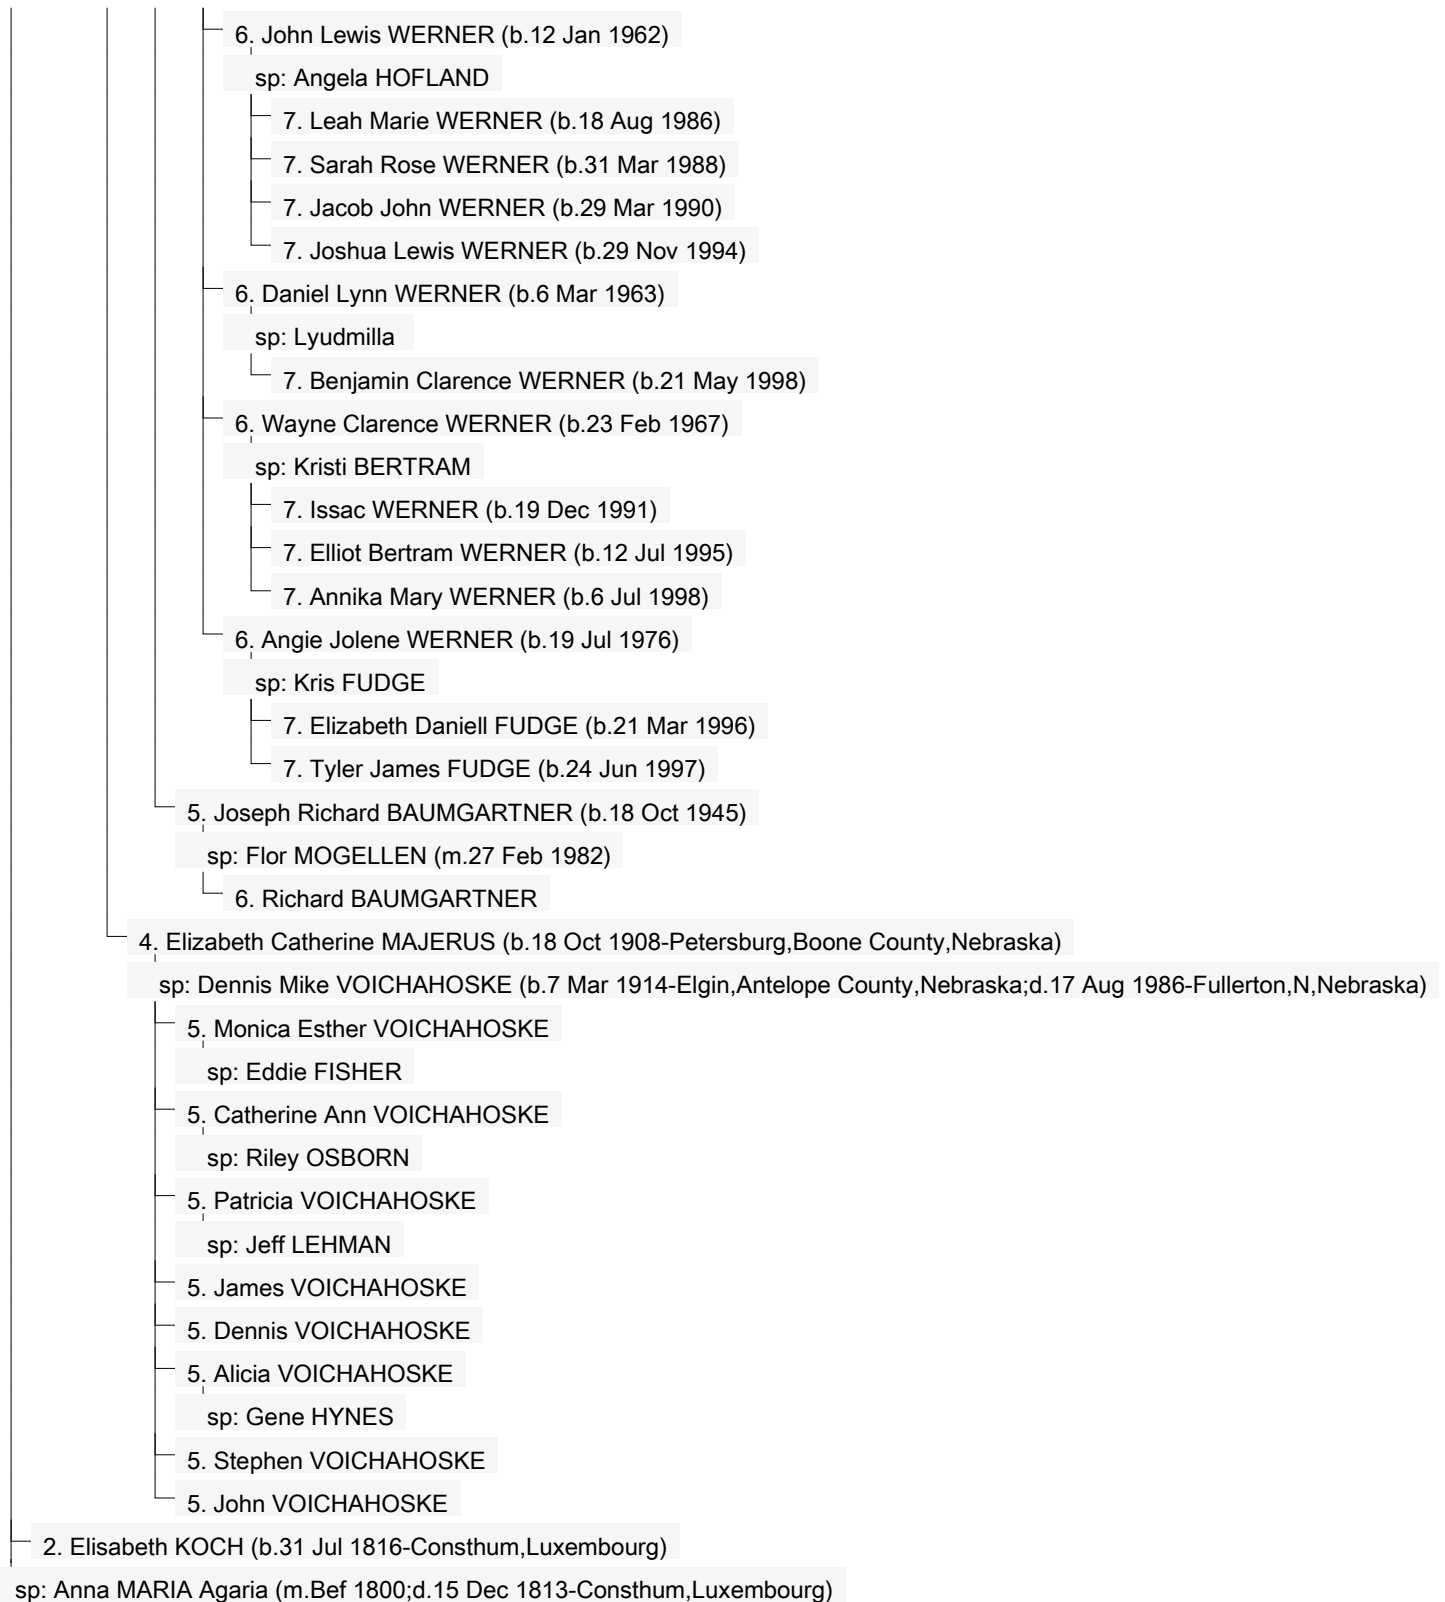 6. John Lewis WERNER (b.12 Jan 1962)
sp: Angela HOFLAND
7. Leah Marie WERNER (b.18 Aug 1986)
7. Sarah Rose WERNER (b.31 Mar 1988)
7. Jacob John WERNER (b.29 Mar 1990)
7. Joshua Lewis WERNER (b.29 Nov 1994)
6. Daniel Lynn WERNER (b.6 Mar 1963)
sp: Lyudmilla
7. Benjamin Clarence WERNER (b.21 May 1998)
6. Wayne Clarence WERNER (b.23 Feb 1967)
sp: Kristi BERTRAM
7. Issac WERNER (b.19 Dec 1991)
7. Elliot Bertram WERNER (b.12 Jul 1995)
7. Annika Mary WERNER (b.6 Jul 1998)
6. Angie Jolene WERNER (b.19 Jul 1976)
sp: Kris FUDGE
7. Elizabeth Daniell FUDGE (b.21 Mar 1996)
7. Tyler James FUDGE (b.24 Jun 1997)
5. Joseph Richard BAUMGARTNER (b.18 Oct 1945)
sp: Flor MOGELLEN (m.27 Feb 1982)
6. Richard BAUMGARTNER
4. Elizabeth Catherine MAJERUS (b.18 Oct 1908-Petersburg,Boone County,Nebraska)
sp: Dennis Mike VOICHAHOSKE (b.7 Mar 1914-Elgin,Antelope County,Nebraska;d.17 Aug 1986-Fullerton,N,Nebraska)
5. Monica Esther VOICHAHOSKE
sp: Eddie FISHER
5. Catherine Ann VOICHAHOSKE
sp: Riley OSBORN
5. Patricia VOICHAHOSKE
sp: Jeff LEHMAN
5. James VOICHAHOSKE
5. Dennis VOICHAHOSKE
5. Alicia VOICHAHOSKE
sp: Gene HYNES
5. Stephen VOICHAHOSKE
5. John VOICHAHOSKE
2. Elisabeth KOCH (b.31 Jul 1816-Consthum,Luxembourg)
sp: Anna MARIA Agaria (m.Bef 1800;d.15 Dec 1813-Consthum,Luxembourg)